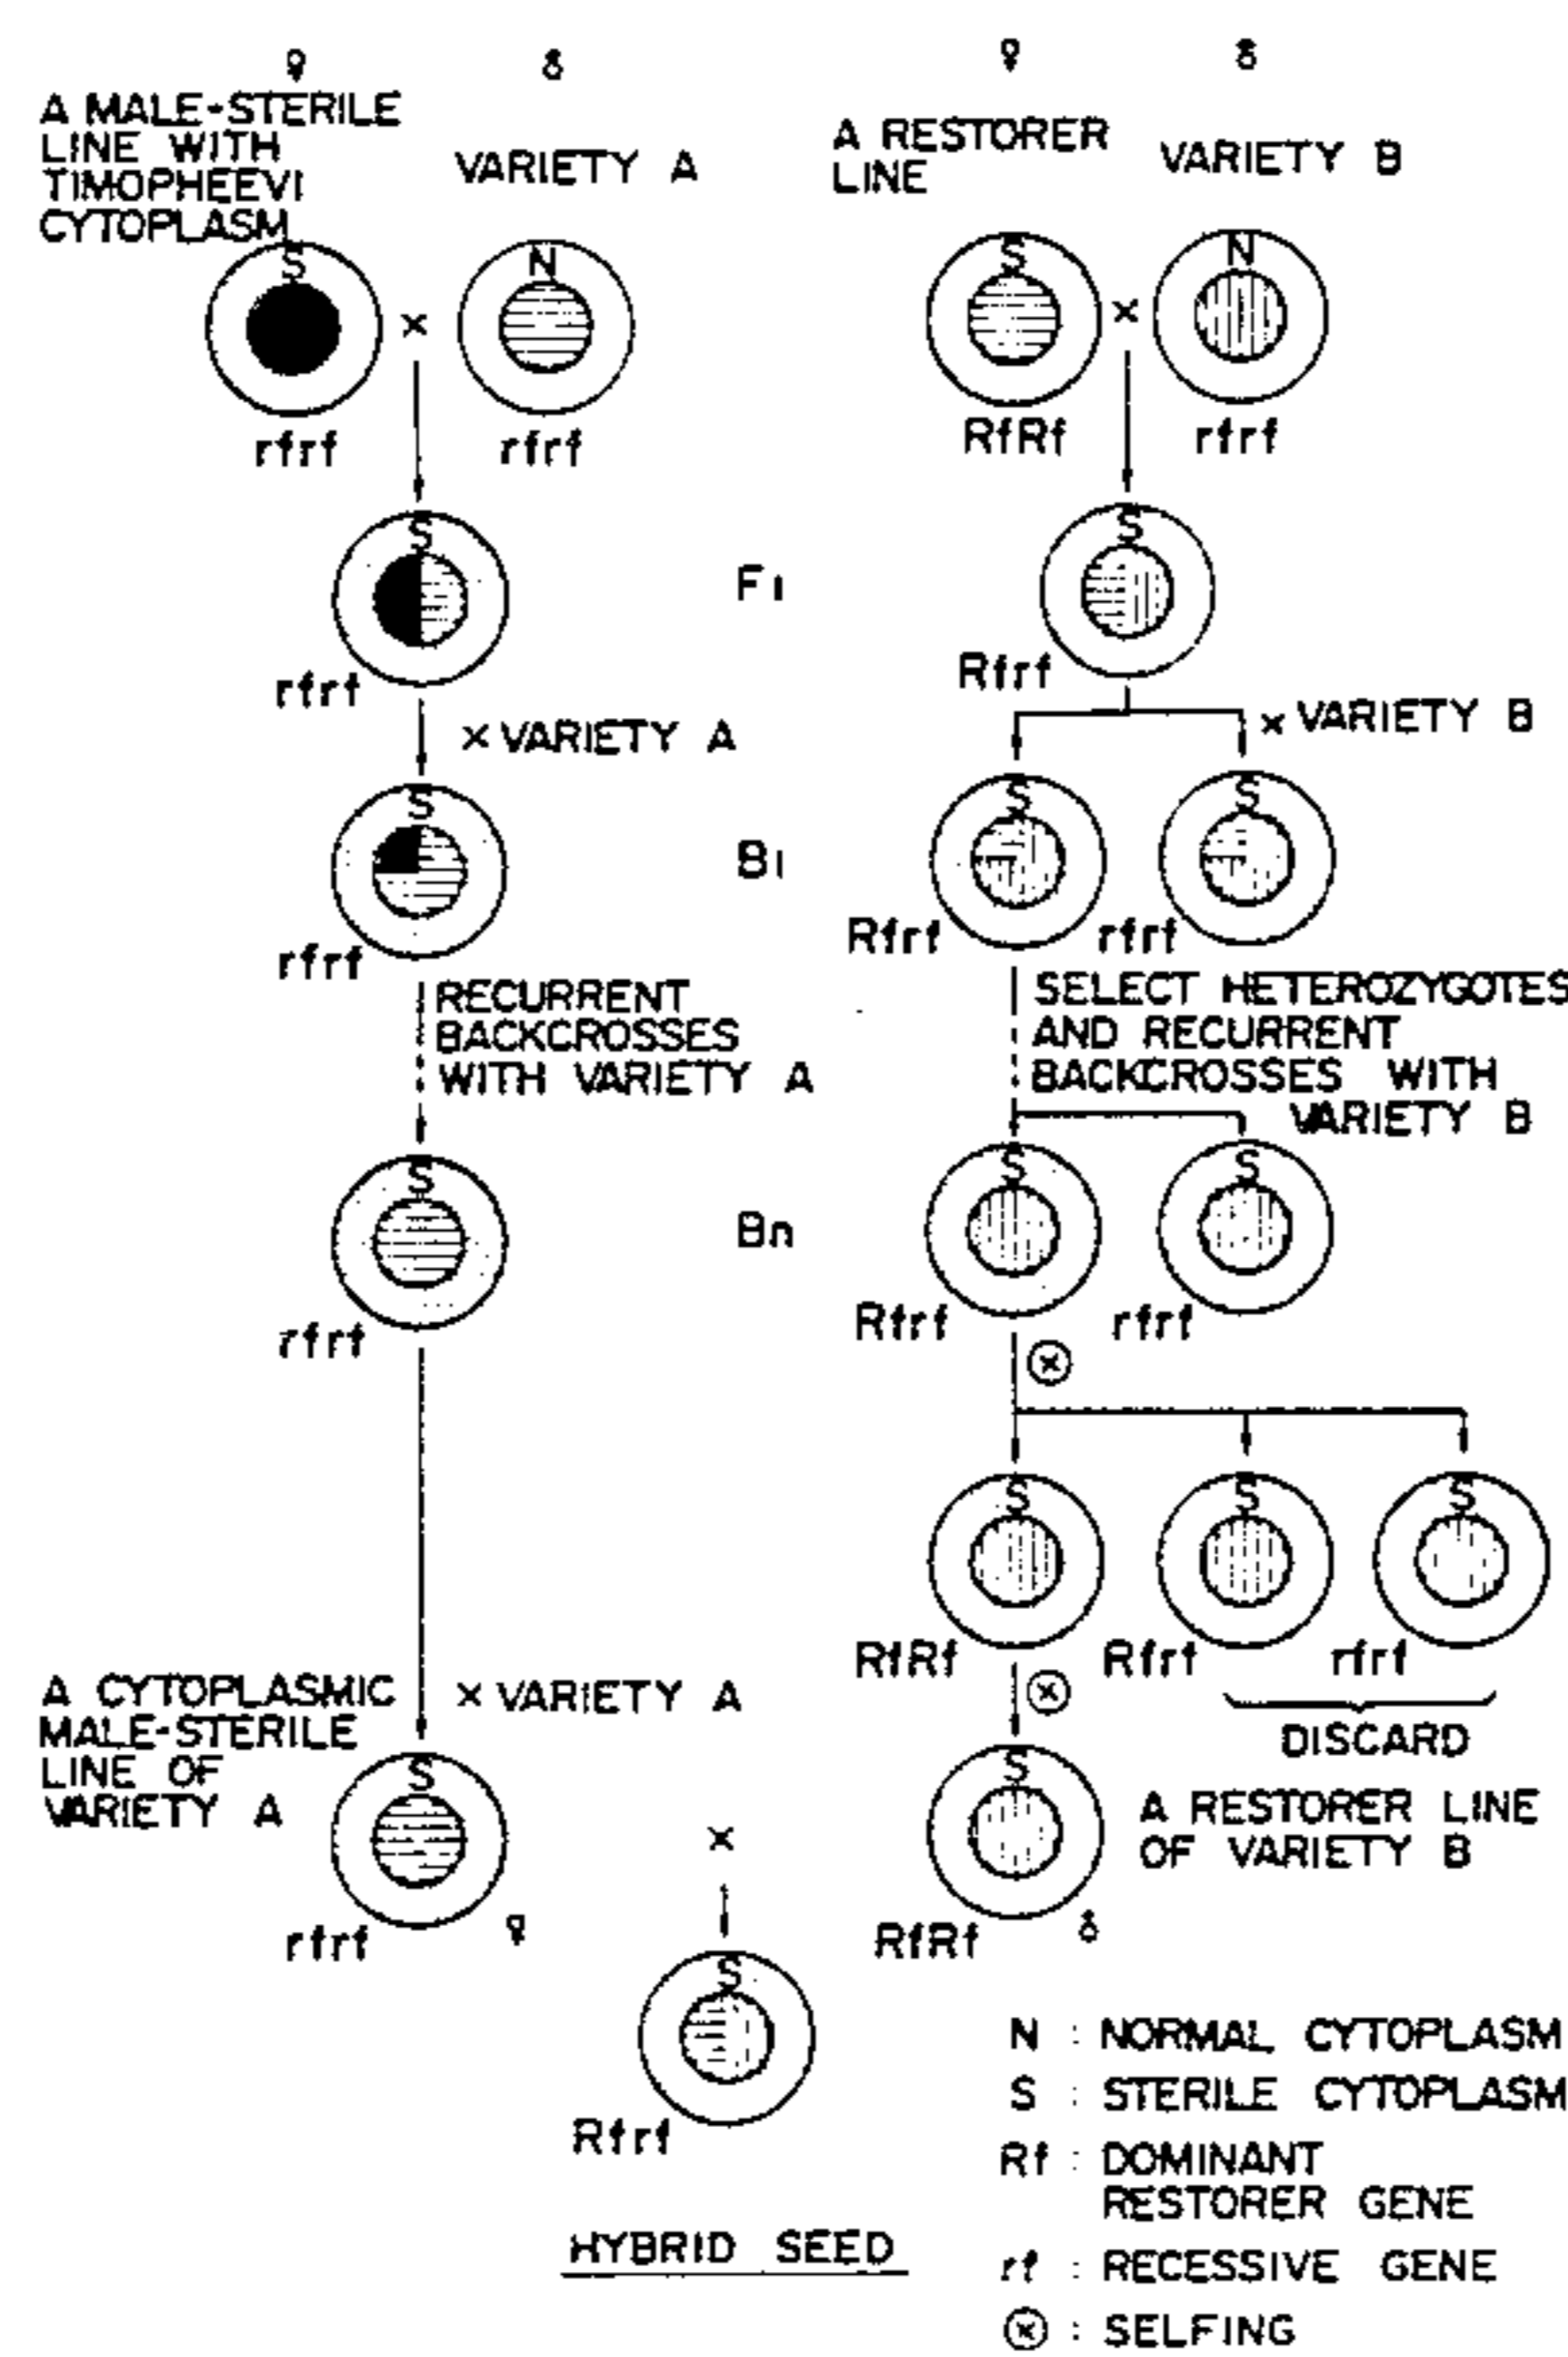 ♀ ♂ ♀ ♂
A MALE-STERILE
LINE WITH
TIMOPHEEVI
CYTOPLASM
VARIETY A
A RESTORER
LINE
VARIETY B
S × N
S × N
rfrf rfrf
RfRf rfrf
S
rfrf
F1
S
Rfrf
× VARIETY A
× VARIETY B
S
rfrf
B1
S S
Rfrf rfrf
RECURRENT
BACKCROSSES
WITH VARIETY A
SELECT HETEROZYGOTES
AND RECURRENT
BACKCROSSES WITH
VARIETY B
S
rfrf
Bn
S S
Rfrf rfrf
⊗
S S S
RfRf Rfrf rfrf
⊗
DISCARD
A CYTOPLASMIC
MALE-STERILE
LINE OF
VARIETY A
× VARIETY A
S
rfrf ♀
×
S
RfRf ♂
A RESTORER LINE
OF VARIETY B
S
Rfrf
HYBRID SEED
N : NORMAL CYTOPLASM
S : STERILE CYTOPLASM
Rf : DOMINANT
RESTORER GENE
rf : RECESSIVE GENE
⊗ : SELFING